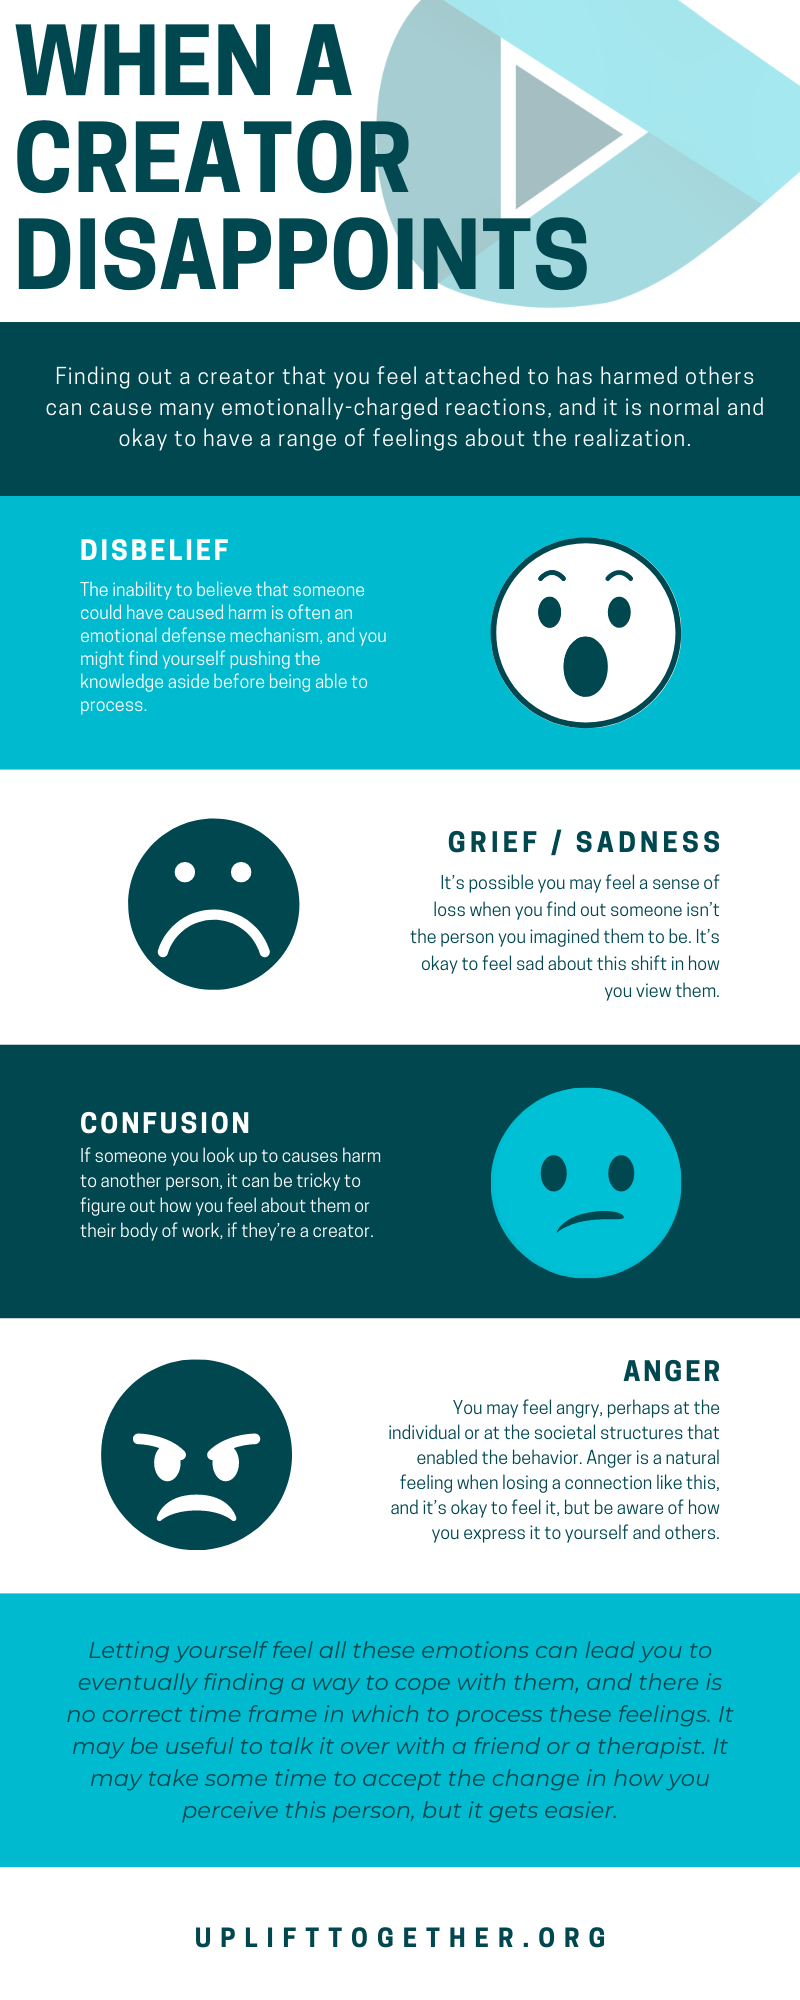 WHEN A
CREATOR
DISAPPOINTS
Finding out a creator that you feel attached to has harmed others
can cause many emotionally-charged reactions, and it is normal and
okay to have a range of feelings about the realization.
DISBELIEF
The inability to believe that someone
could have caused harm is often an
emotional defense mechanism, and you
might find yourself pushing the
knowledge aside before being able to
process.
GRIEF / SADNESS
It's possible you may feel a sense of
loss when you find out someone isn't
the person you imagined them to be. It's
okay to feel sad about this shift in how
you view them.
CONFUSION
If someone you look up to causes harm
to another person, it can be tricky to
figure out how you feel about them or
their body of work, if they're a creator.
ANGER
You may feel angry, perhaps at the
individual or at the societal structures that
enabled the behavior. Anger is a natural
feeling when losing a connection like this,
and it's okay to feel it, but be aware of how
you express it to yourself and others.
Letting yourself feel all these emotions can lead you to
eventually finding a way to cope with them, and there is
no correct time frame in which to process these feelings. It
may be useful to talk it over with a friend or a therapist. It
may take some time to accept the change in how you
perceive this person, but it gets easier.
UPLIFTTOGETHER.ORG